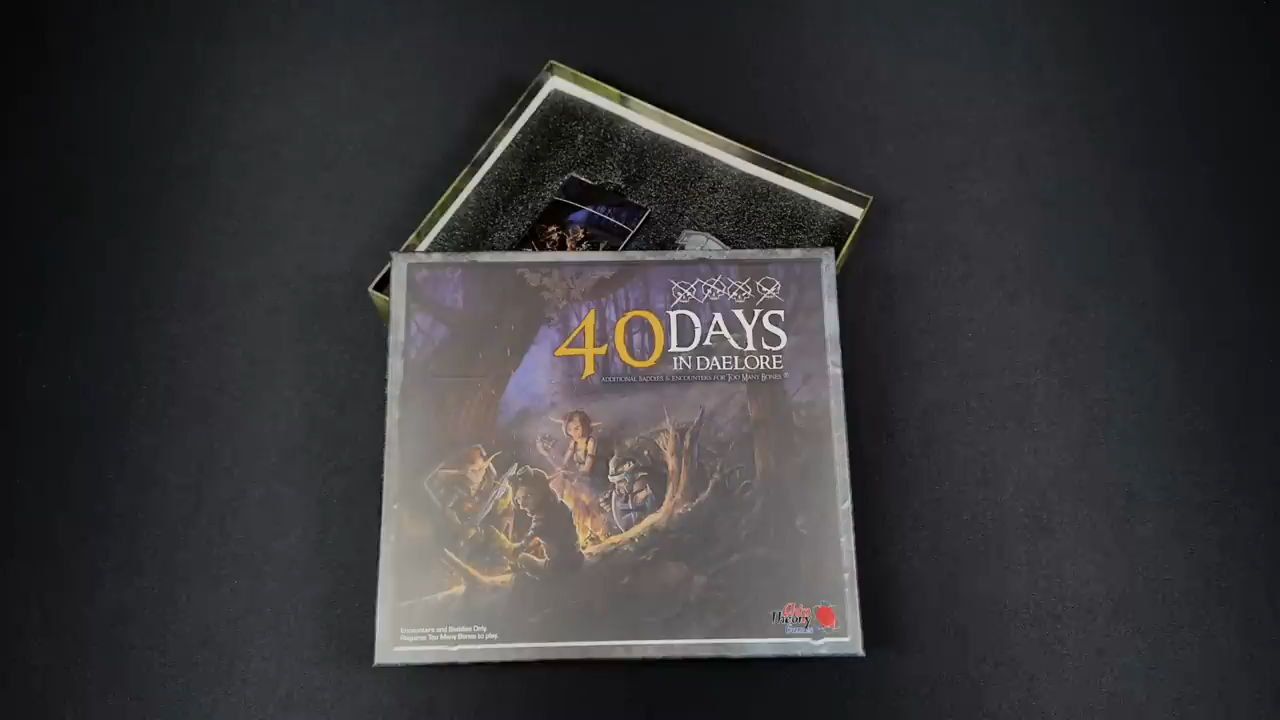 40 DAYS
IN DAELORE
ADDITIONAL BADDIES & ENCOUNTERS FOR TOO MANY BONES ®
Encounters and Baddies Only
Requires Too Many Bones to play.
Chip
Theory
Games